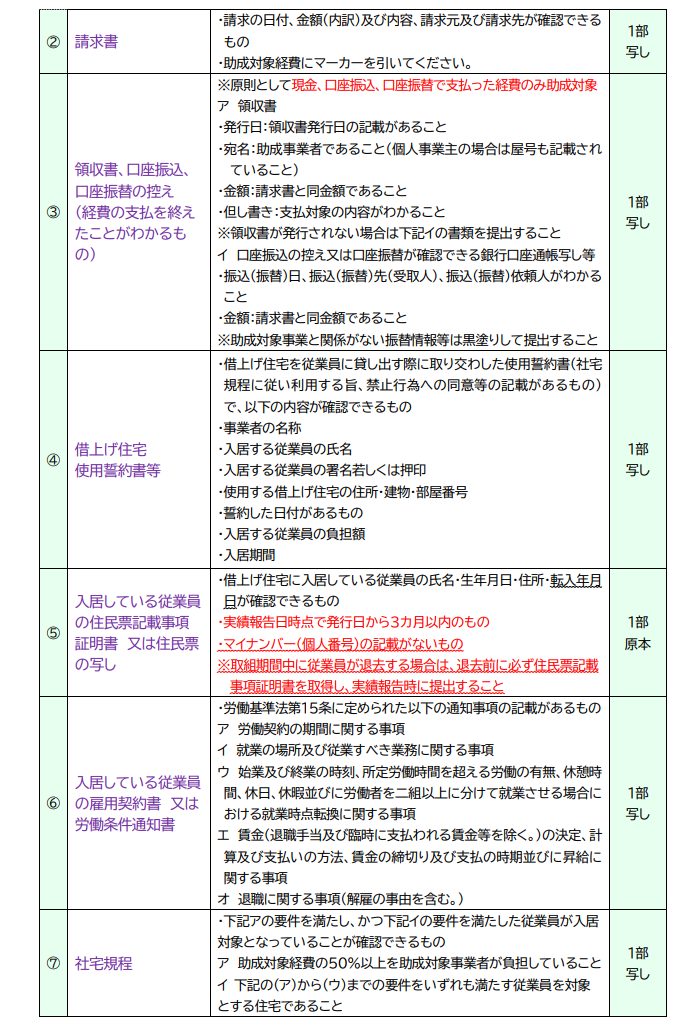 ②
請求書
・請求の日付、金額(内訳)及び内容、請求元及び請求先が確認できる
もの
・助成対象経費にマーカーを引いてください。
1部
写し
③
領収書、口座振込、
口座振替の控え
(経費の支払を終え
たことがわかるも
の)
※原則として現金、口座振込、口座振替で支払った経費のみ助成対象
ア 領収書
・発行日:領収書発行日の記載があること
・宛名:助成事業者であること(個人事業主の場合は屋号も記載され
ていること)
・金額:請求書と同金額であること
・但し書き:支払対象の内容がわかること
※領収書が発行されない場合は下記イの書類を提出すること
イ 口座振込の控え又は口座振替が確認できる銀行口座通帳写し等
・振込(振替)日、振込(振替)先(受取人)、振込(振替)依頼人がわかる
こと
・金額:請求書と同金額であること
※助成対象事業と関係がない振替情報等は黒塗りして提出すること
1部
写し
④
借上げ住宅
使用誓約書等
・借上げ住宅を従業員に貸し出す際に取り交わした使用誓約書(社宅
規程に従い利用する旨、禁止行為への同意等の記載があるもの)
で、以下の内容が確認できるもの
・事業者の名称
・入居する従業員の氏名
・入居する従業員の署名若しくは押印
・使用する借上げ住宅の住所・建物・部屋番号
・誓約した日付があるもの
・入居する従業員の負担額
・入居期間
1部
写し
⑤
入居している従業員
の住民票記載事項
証明書 又は住民票
の写し
・借上げ住宅に入居している従業員の氏名・生年月日・住所・転入年月
日が確認できるもの
・実績報告日時点で発行日から3カ月以内のもの
・マイナンバー(個人番号)の記載がないもの
※取組期間中に従業員が退去する場合は、退去前に必ず住民票記載
事項証明書を取得し、実績報告時に提出すること
1部
原本
⑥
入居している従業員
の雇用契約書 又は
労働条件通知書
・労働基準法第15条に定められた以下の通知事項の記載があるもの
ア 労働契約の期間に関する事項
イ 就業の場所及び従業すべき業務に関する事項
ウ 始業及び終業の時刻、所定労働時間を超える労働の有無、休憩時
間、休日、休暇並びに労働者を二組以上に分けて就業させる場合に
おける就業時点転換に関する事項
エ 賃金(退職手当及び臨時に支払われる賃金等を除く。)の決定、計
算及び支払いの方法、賃金の締切り及び支払の時期並びに昇給に
関する事項
オ 退職に関する事項(解雇の事由を含む。)
1部
写し
⑦
社宅規程
・下記アの要件を満たし、かつ下記イの要件を満たした従業員が入居
対象となっていることが確認できるもの
ア 助成対象経費の50%以上を助成対象事業者が負担していること
イ 下記の(ア)から(ウ)までの要件をいずれも満たす従業員を対象
とする住宅であること
1部
写し